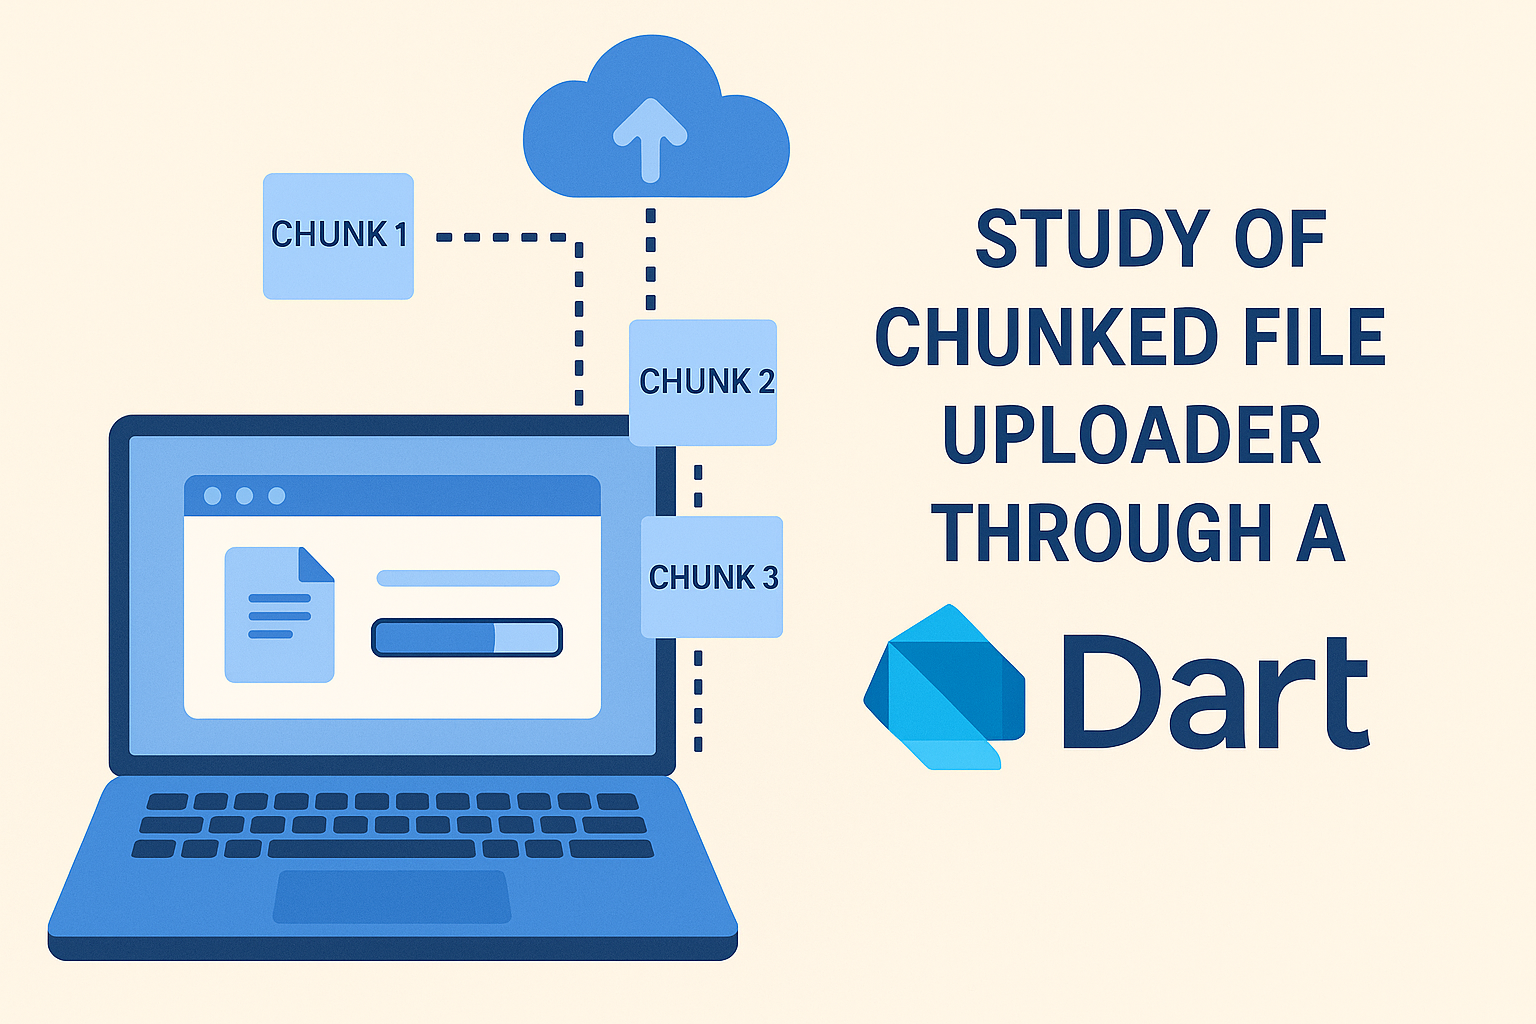 CHUNK 1
CHUNK 2
CHUNK 3
STUDY OF
CHUNKED FILE
UPLOADER
THROUGH A
Dart